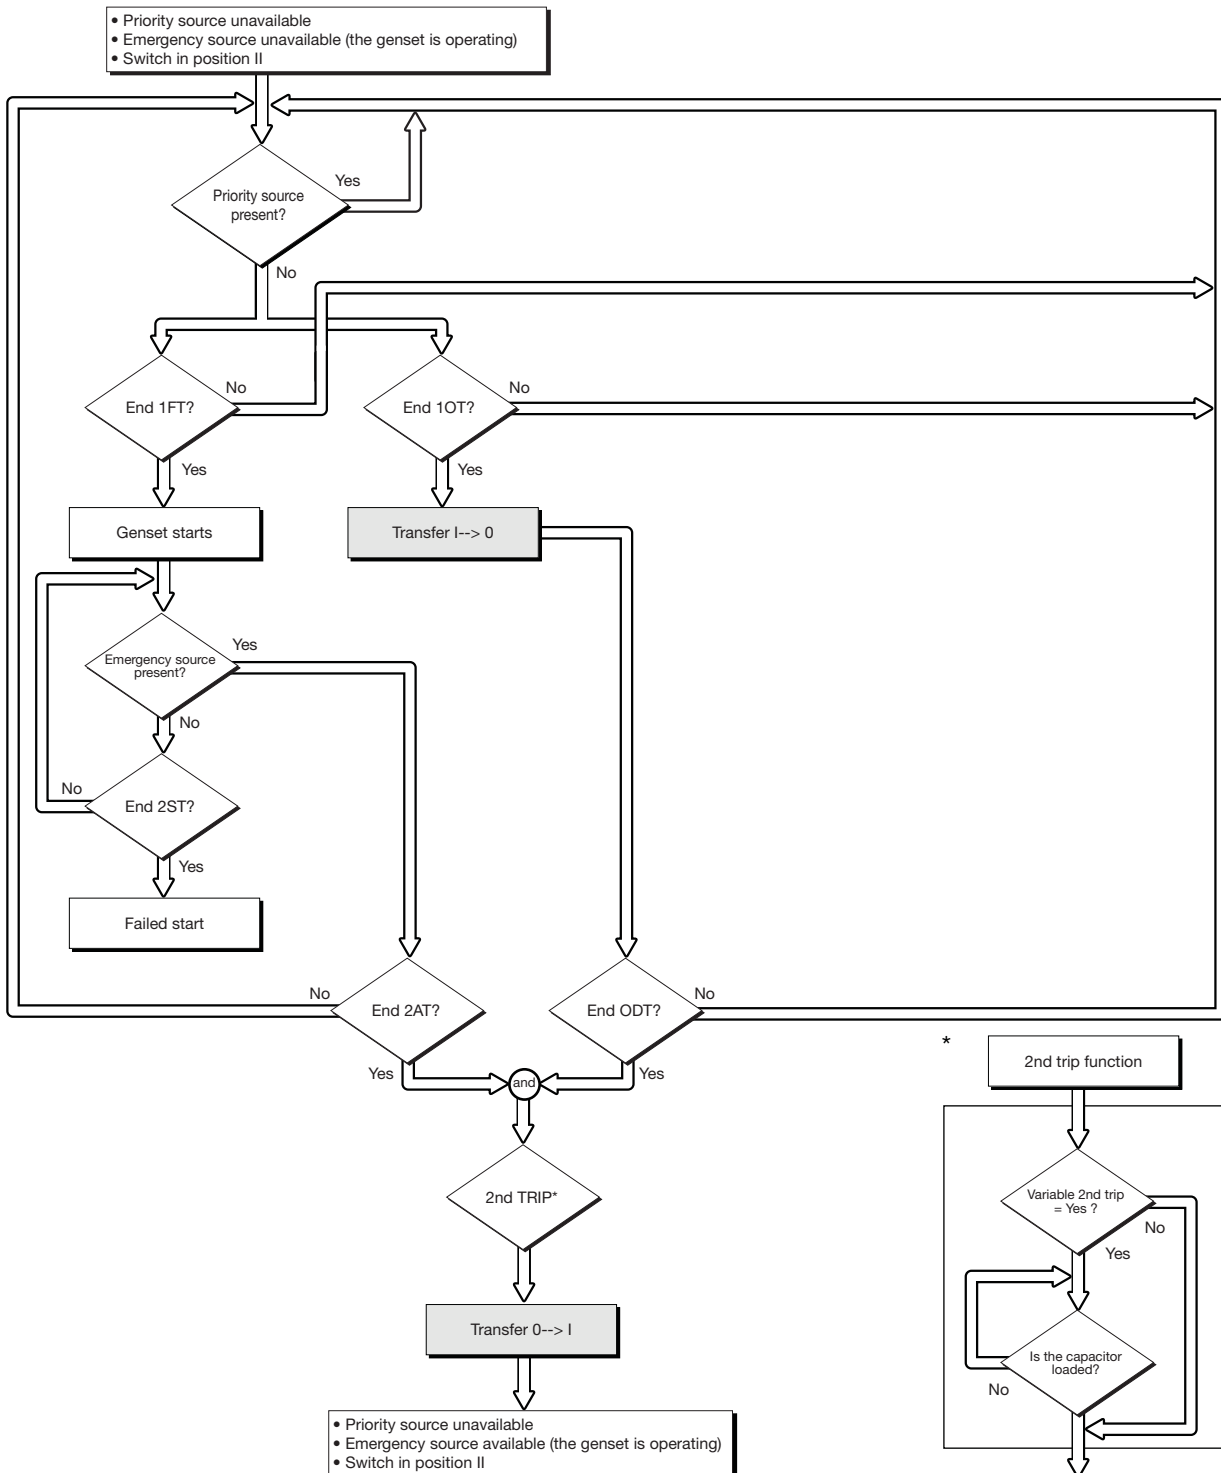 • Priority source unavailable
• Emergency source unavailable (the genset is operating)
• Switch in position II
Priority source
present?
Yes
No
End 1FT?
No
Yes
End 1OT?
No
Yes
Genset starts
Transfer I--> 0
Emergency source
present?
Yes
No
End 2ST?
No
Yes
Failed start
End 2AT?
No
Yes
End ODT?
No
Yes
and
2nd TRIP*
Transfer 0--> I
• Priority source unavailable
• Emergency source available (the genset is operating)
• Switch in position II
*
2nd trip function
Variable 2nd trip
= Yes ?
No
Yes
Is the capacitor
loaded?
No